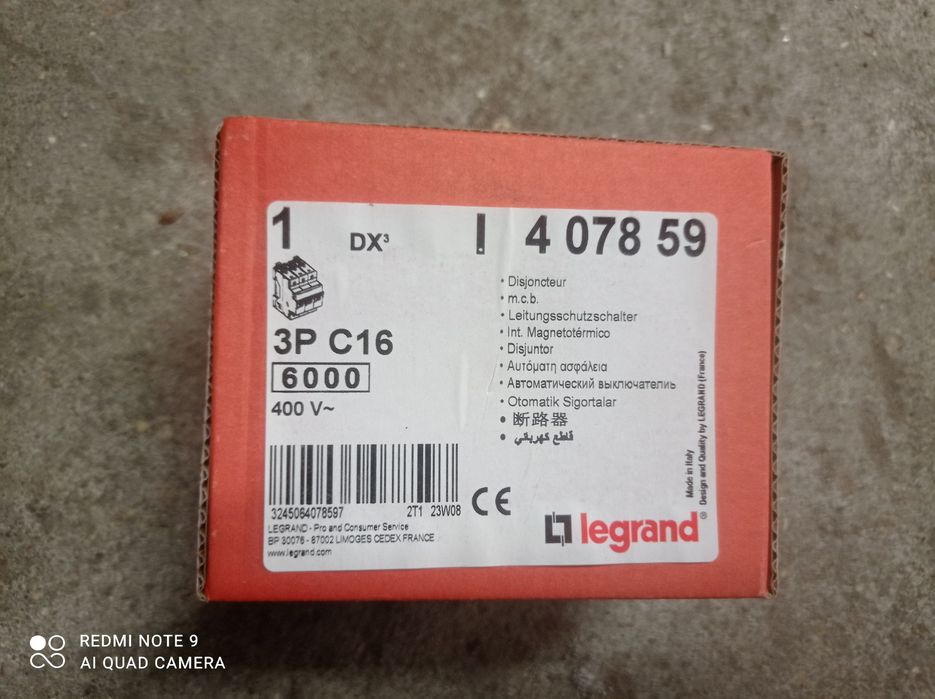 1 DX³ | 4 078 59
3P C16
6000
400 V~
• Disjoncteur
• m.c.b.
• Leitungsschutzschalter
• Int. Magnetotérmico
• Disjuntor
• Αυτόματη ασφάλεια
• Автоматический выключателиь
• Otomatik Sigortalar
• 断路器
• قاطع كهربائي
3245064078597 2T1 23W08
LEGRAND - Pro and Consumer Service
BP 30076 - 87002 LIMOGES CEDEX FRANCE
www.legrand.com
CE
legrand®
Made in Italy
Design and Quality by LEGRAND (France)
REDMI NOTE 9
AI QUAD CAMERA